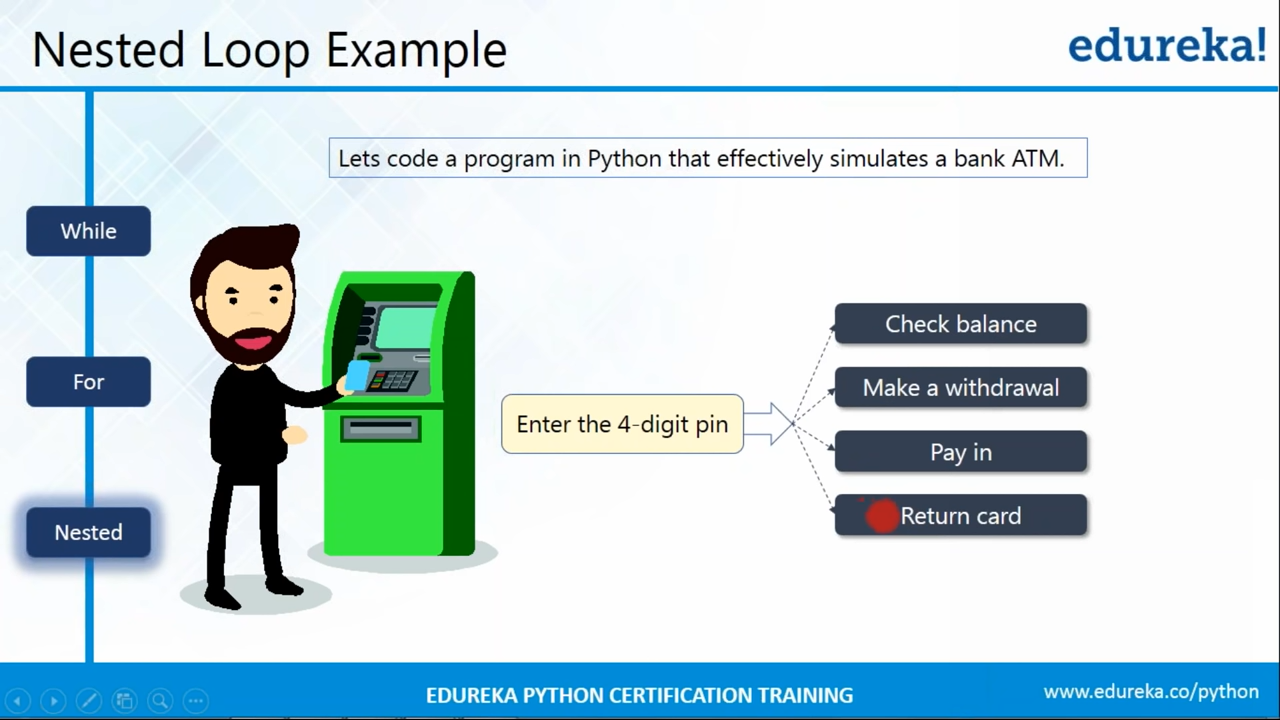 Nested Loop Example
edureka!
Lets code a program in Python that effectively simulates a bank ATM.
While
For
Nested
Enter the 4-digit pin
Check balance
Make a withdrawal
Pay in
Return card
EDUREKA PYTHON CERTIFICATION TRAINING
www.edureka.co/python